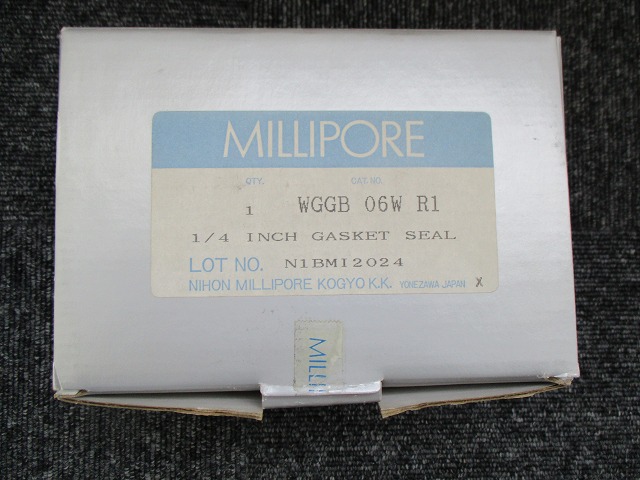 MILLIPORE
QTY. CAT. NO.
1 WGGB 06W R1
1/4 INCH GASKET SEAL
LOT NO. N1BMI2024
NIHON MILLIPORE KOGYO K.K. YONEZAWA JAPAN X
MILLI